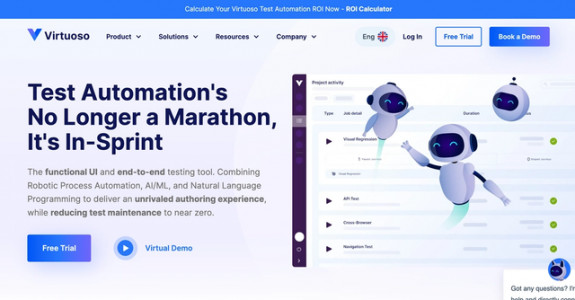 Calculate Your Virtuoso Test Automation ROI Now - ROI Calculator
Virtuoso
Product
Solutions
Resources
Company
Eng
Log In
Free Trial
Book a Demo
Test Automation's
No Longer a Marathon,
It's In-Sprint
The functional UI and end-to-end testing tool. Combining
Robotic Process Automation, AI/ML, and Natural Language
Programming to deliver an unrivaled authoring experience,
while reducing test maintenance to near zero.
Free Trial
Virtual Demo
Project activity
Type
Job detail
Duration
Visual Regression
API Test
Cross-Browser
Navigation Test
Got any questions? I'm